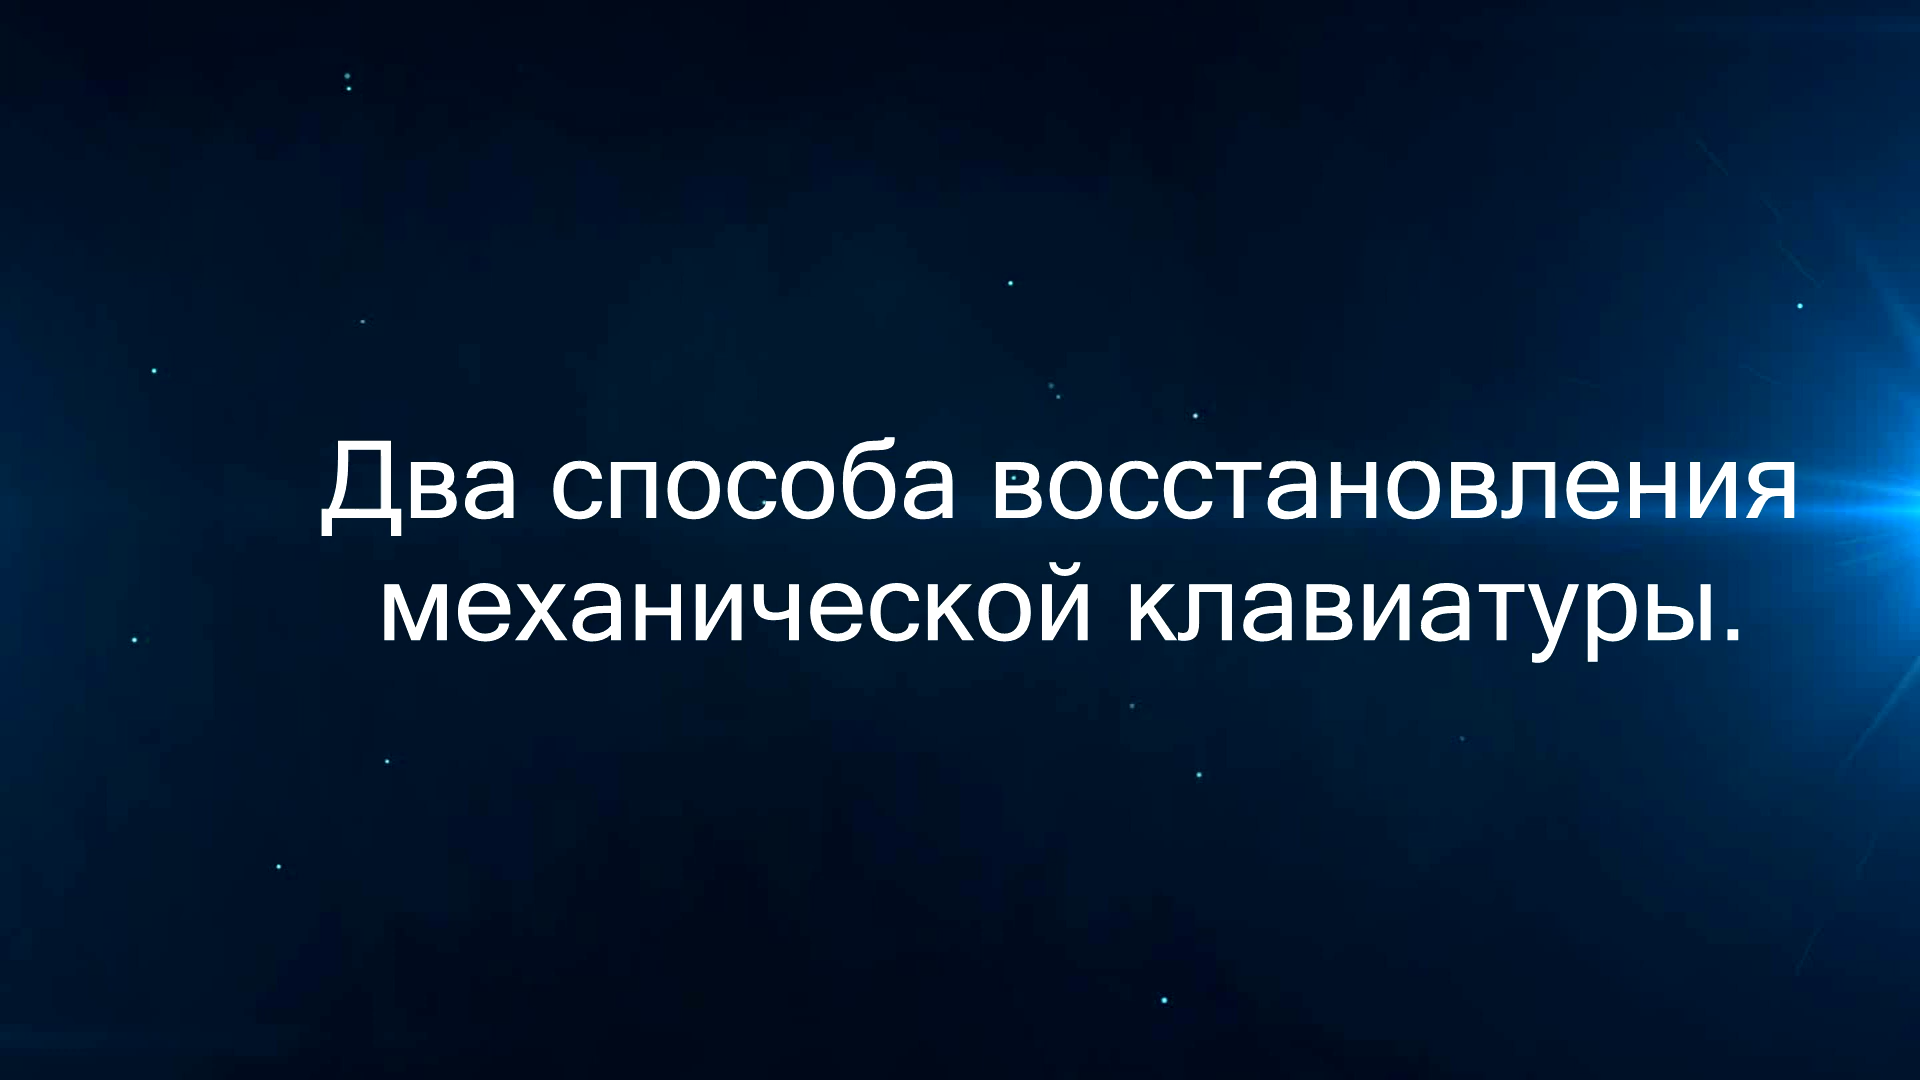 Два способа восстановления
механической клавиатуры.